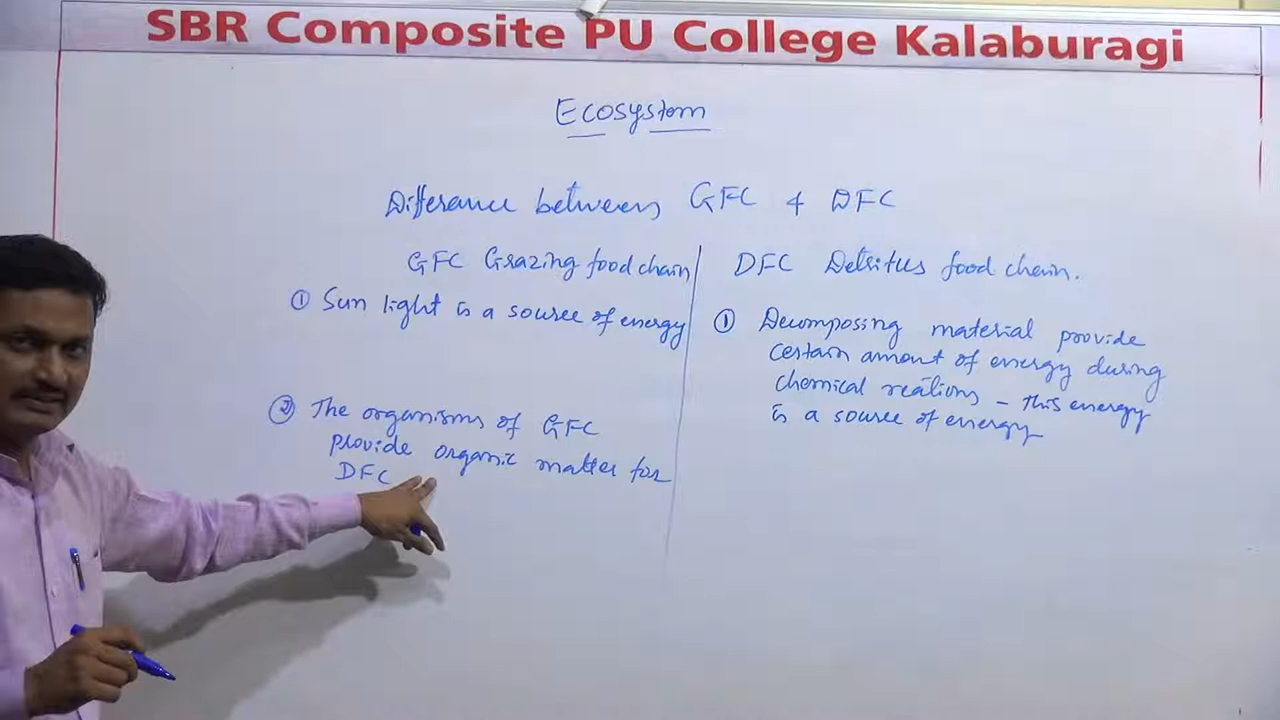 SBR Composite PU College Kalaburagi
Ecosystem
Difference between GFC & DFC
GFC Grazing food chain
① Sun light is a source of energy
② The organisms of GFC
provide organic matter for
DFC
DFC Detritus food chain.
① Decomposing material provide
certain amount of energy during
chemical reations – this energy
is a source of energy